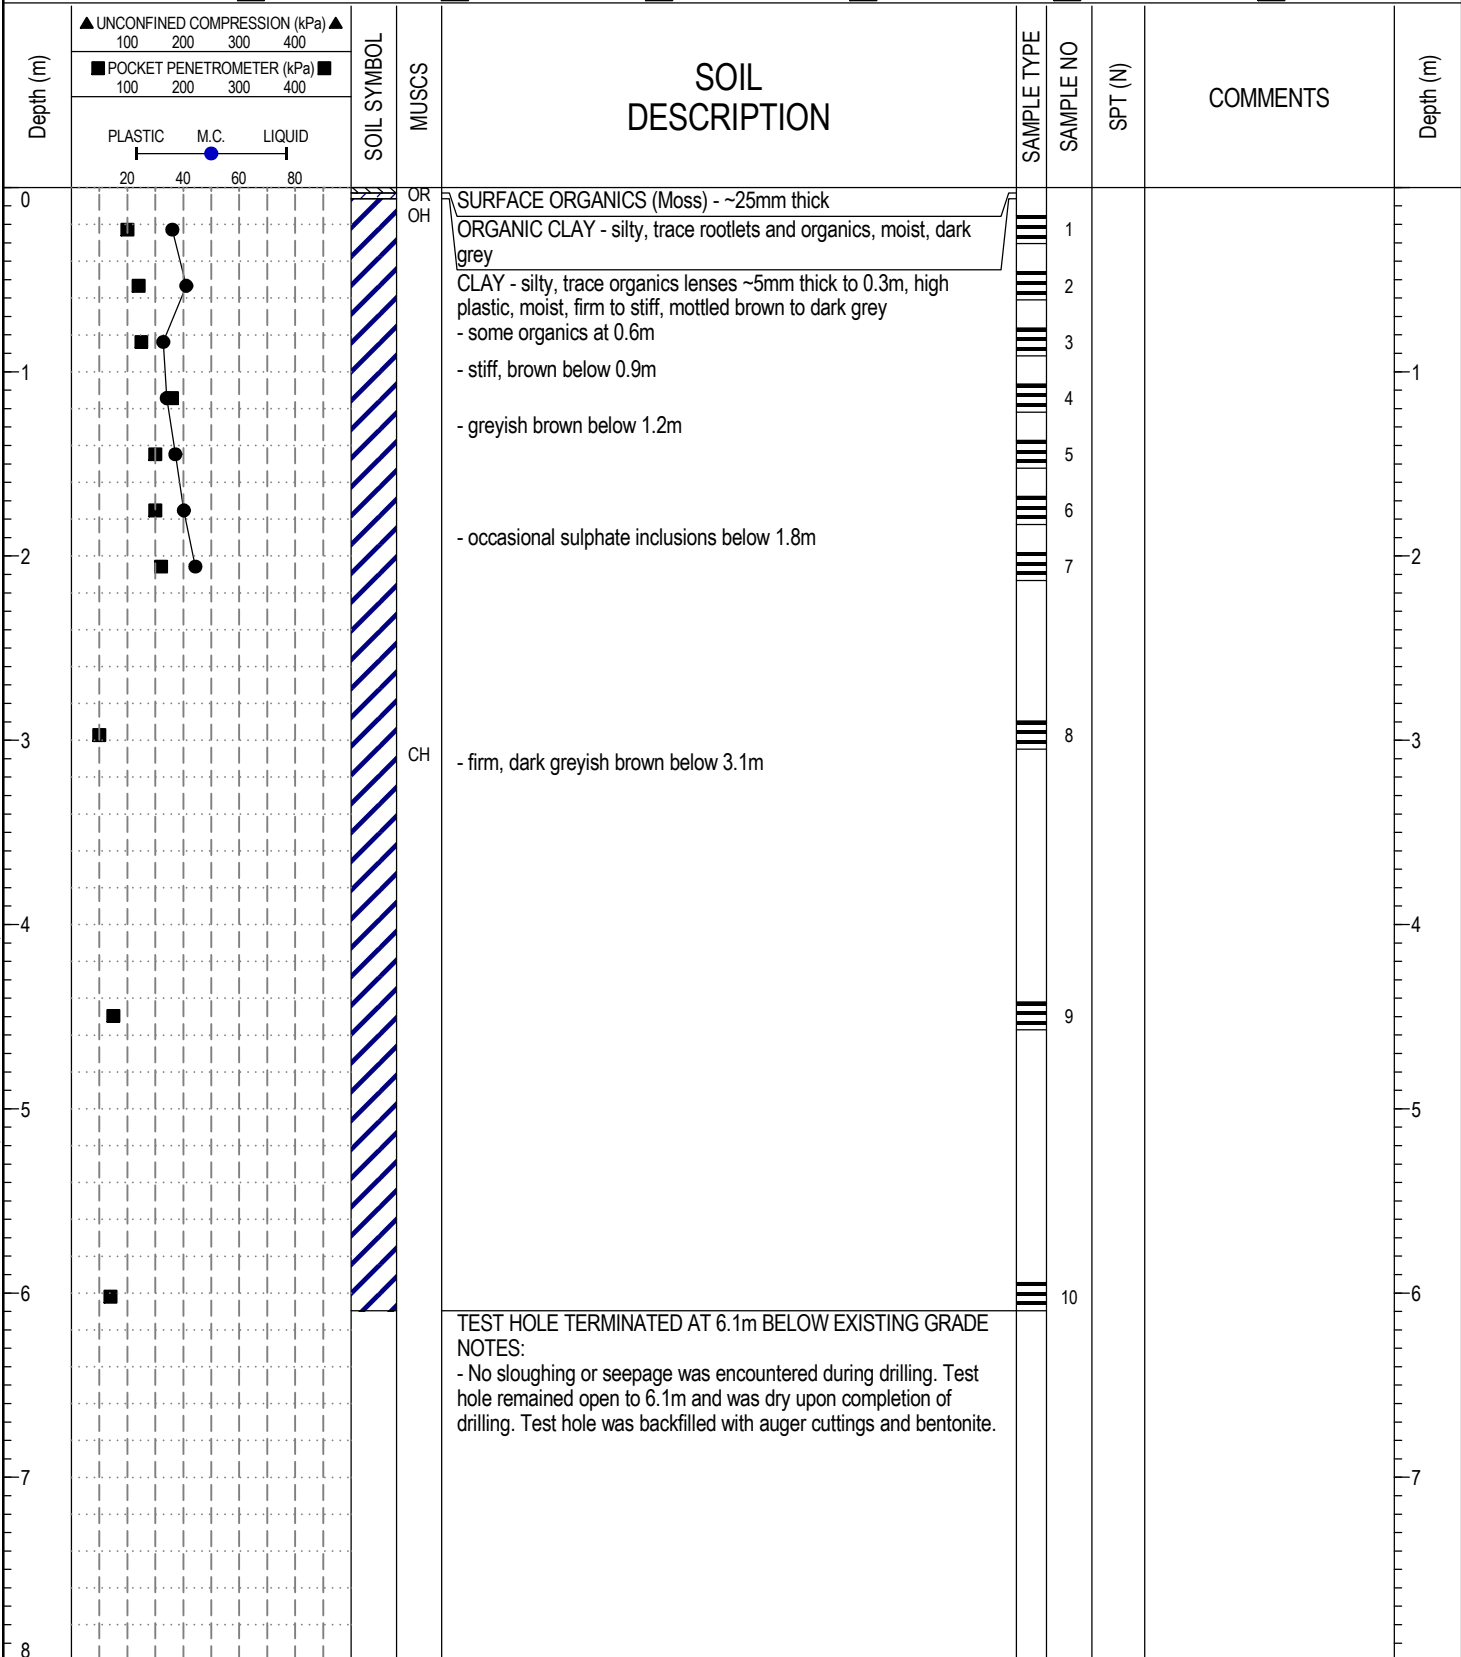 ▲ UNCONFINED COMPRESSION (kPa) ▲
100 200 300 400
■ POCKET PENETROMETER (kPa) ■
100 200 300 400
PLASTIC M.C. LIQUID
20 40 60 80
Depth (m)
SOIL SYMBOL
MUSCS
SOIL
DESCRIPTION
SAMPLE TYPE
SAMPLE NO
SPT (N)
COMMENTS
Depth (m)
0
OR
SURFACE ORGANICS (Moss) - ~25mm thick
OH
ORGANIC CLAY - silty, trace rootlets and organics, moist, dark
grey
1
CLAY - silty, trace organics lenses ~5mm thick to 0.3m, high
plastic, moist, firm to stiff, mottled brown to dark grey
2
- some organics at 0.6m
3
1
- stiff, brown below 0.9m
1
4
- greyish brown below 1.2m
5
6
- occasional sulphate inclusions below 1.8m
2
7
2
3
8
3
CH
- firm, dark greyish brown below 3.1m
4
4
9
5
5
6
10
6
TEST HOLE TERMINATED AT 6.1m BELOW EXISTING GRADE
NOTES:
- No sloughing or seepage was encountered during drilling. Test
hole remained open to 6.1m and was dry upon completion of
drilling. Test hole was backfilled with auger cuttings and bentonite.
7
7
8